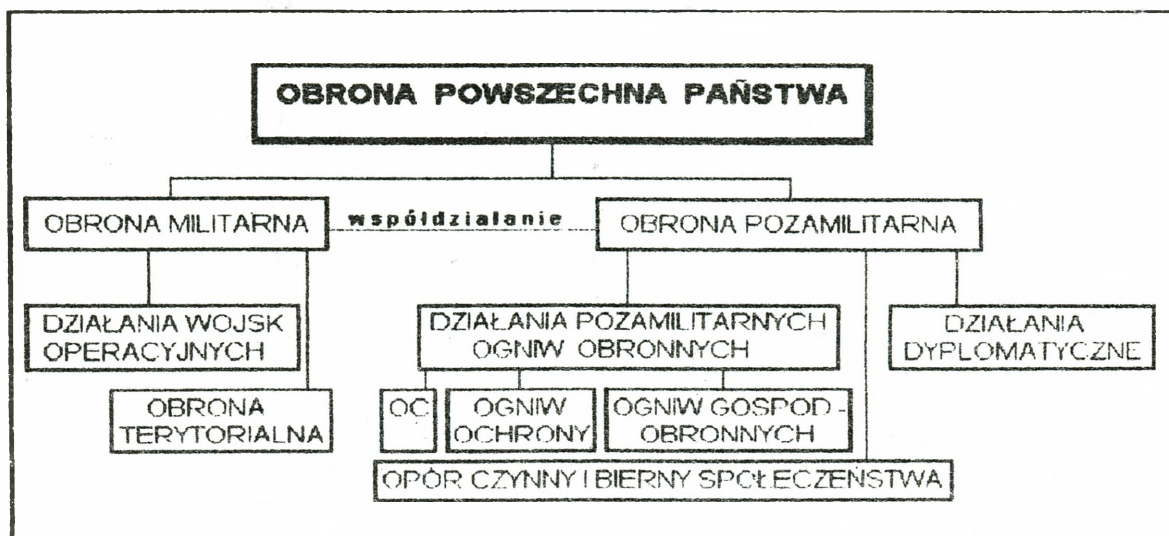 OBRONA POWSZECHNA PAŃSTWA
OBRONA MILITARNA
współdziałanie
OBRONA POZAMILITARNA
DZIAŁANIA WOJSK
OPERACYJNYCH
DZIAŁANIA POZAMILITARNYCH
OGNIW OBRONNYCH
DZIAŁANIA
DYPLOMATYCZNE
OBRONA
TERYTORIALNA
OC
OGNIW
OCHRONY
OGNIW GOSPOD -
OBRONNYCH
OPÓR CZYNNY I BIERNY SPOŁECZEŃSTWA